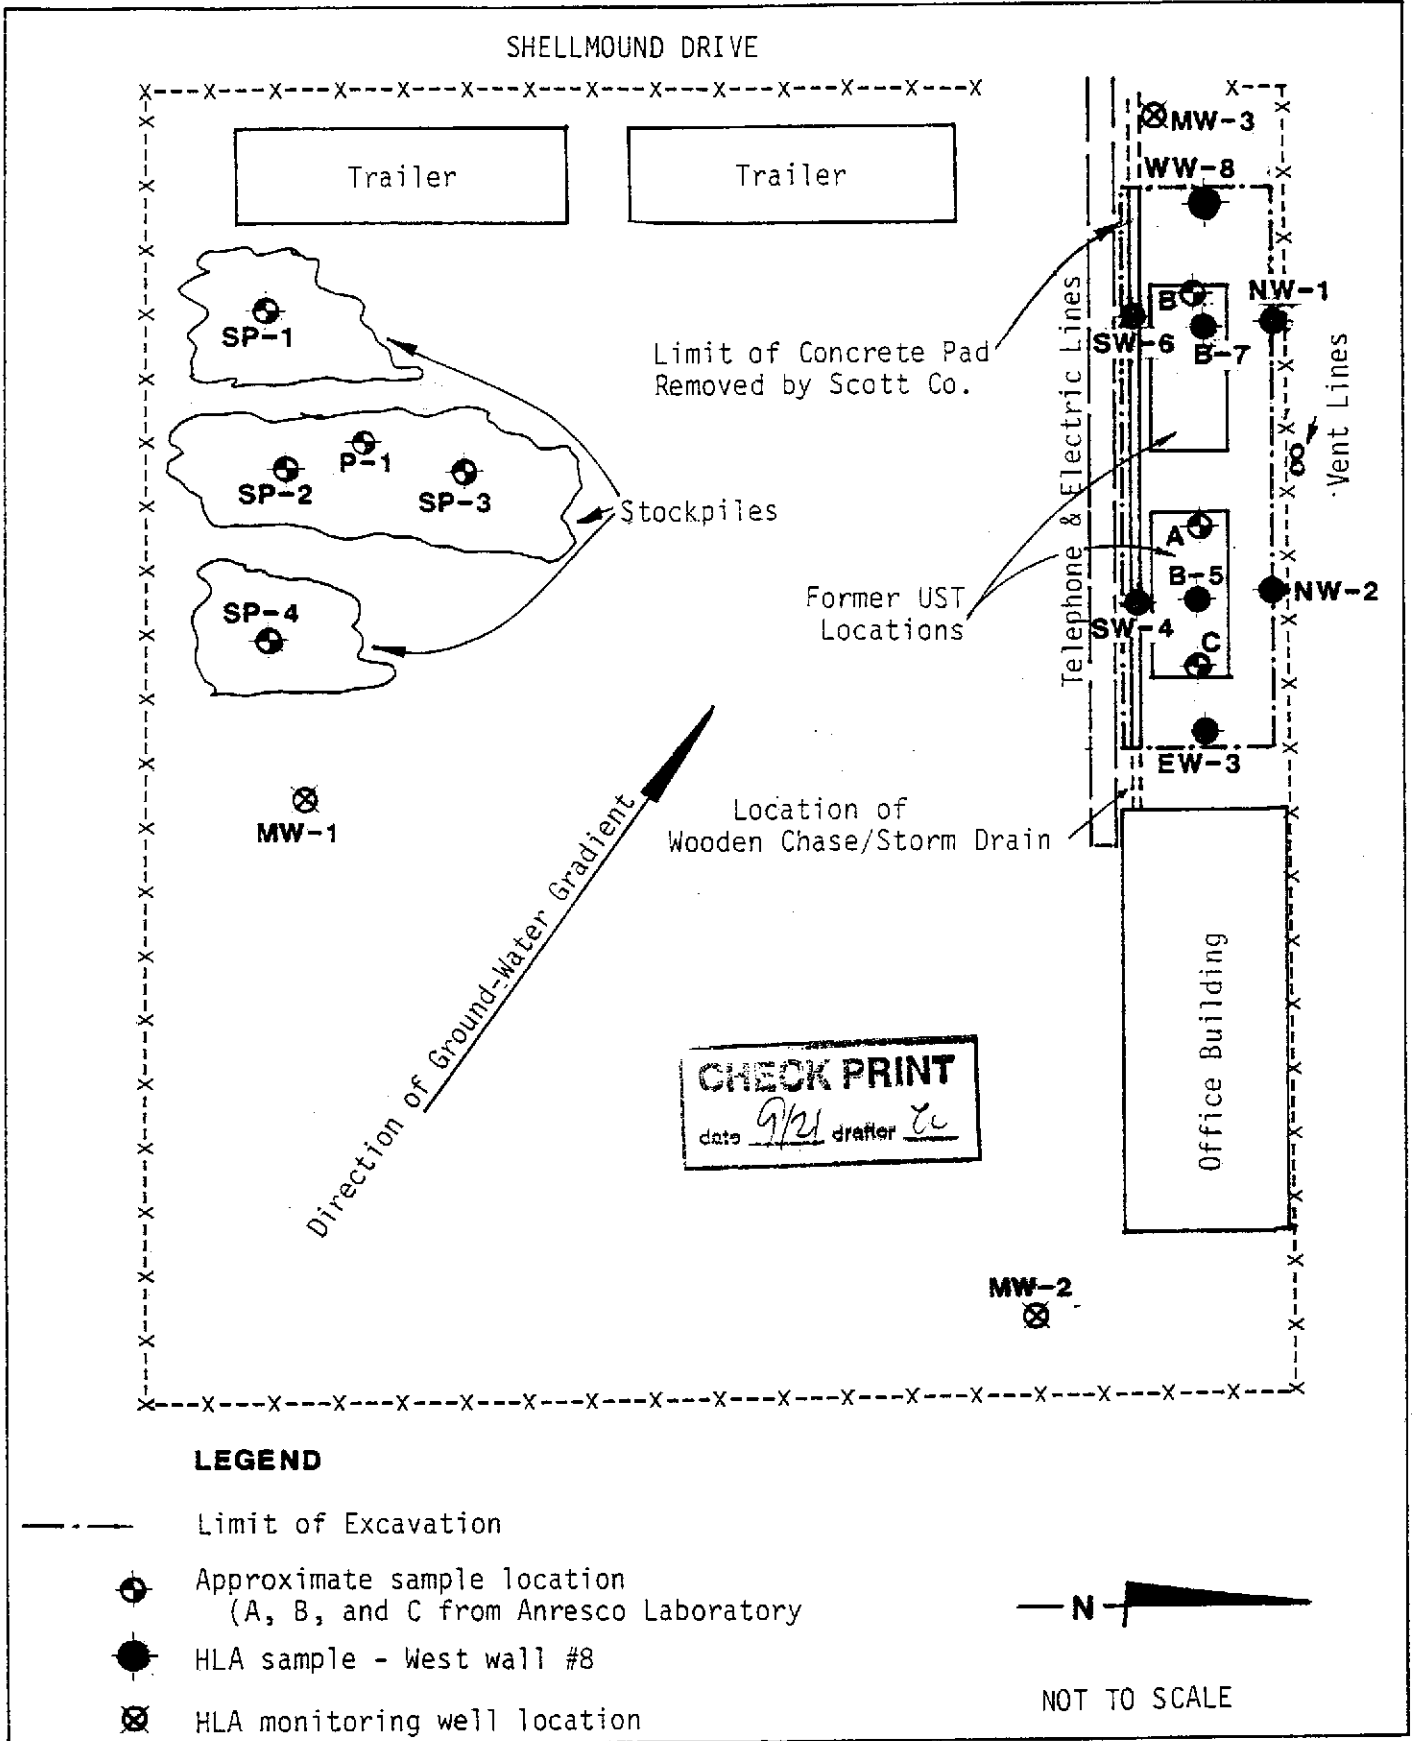 SHELLMOUND DRIVE
MW-3
Trailer
Trailer
WW-8
SP-1
B
NW-1
SW-6
B-7
Limit of Concrete Pad
Removed by Scott Co.
Telephone & Electric Lines
Vent Lines
P-1
SP-2
SP-3
Stockpiles
A
B-5
NW-2
Former UST
Locations
SW-4
C
SP-4
EW-3
MW-1
Location of
Wooden Chase/Storm Drain
Direction of Ground-Water Gradient
Office Building
CHECK PRINT
date 9/21 drafter
MW-2
LEGEND
Limit of Excavation
Approximate sample location
(A, B, and C from Anresco Laboratory
HLA sample - West wall #8
HLA monitoring well location
N
NOT TO SCALE